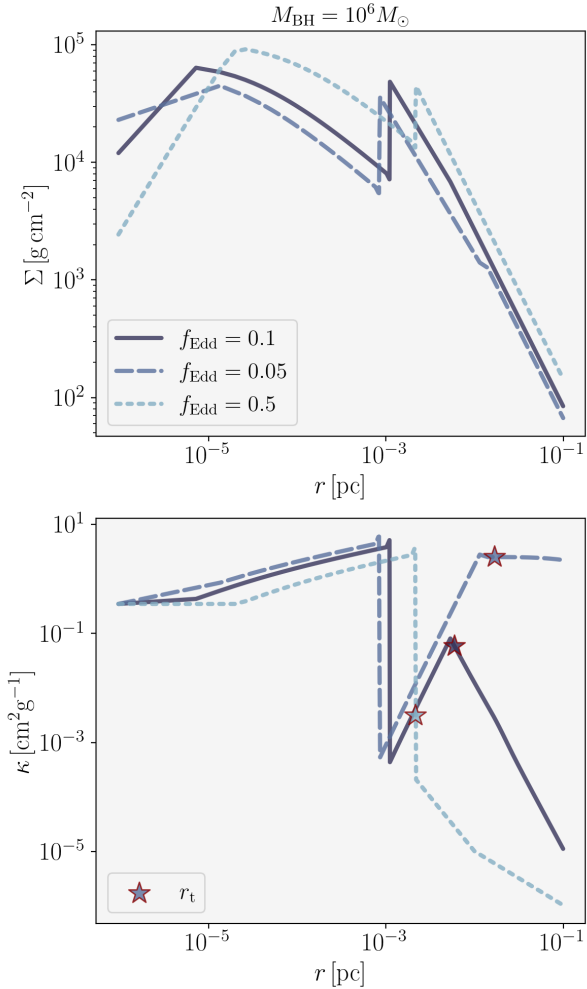 M_BH = 10^6 M_⊙
10^5
10^4
10^3
10^2
Σ [g cm^−2]
f_Edd = 0.1
f_Edd = 0.05
f_Edd = 0.5
10^−5 10^−3 10^−1
r [pc]
10^1
10^−1
10^−3
10^−5
κ [cm^2 g^−1]
r_t
10^−5 10^−3 10^−1
r [pc]